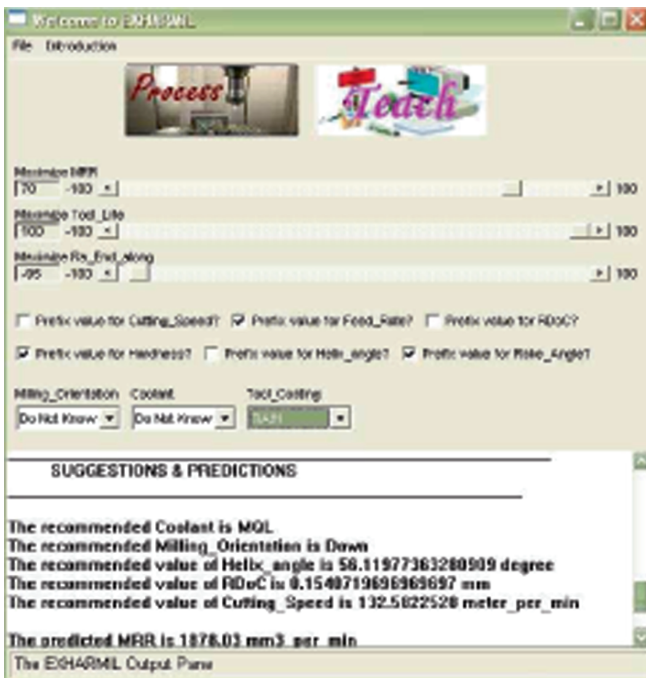 Welcome to EXHARMIL
File Introduction
Process
Teach
Maximize MRR
70 -100 100
Maximize Tool_Life
100 -100 100
Maximize Ra_End_along
-95 -100 100
Prefix value for Cutting_Speed? Prefix value for Feed_Rate? Prefix value for RDoC?
Prefix value for Hardness? Prefix value for Helix_angle? Prefix value for Rake_Angle?
Milling_Orientation Coolant Tool_Coating
Do Not Know Do Not Know
SUGGESTIONS & PREDICTIONS
The recommended Coolant is MQL
The recommended Milling_Orientation is Down
The recommended value of Helix_angle is 56.11977363280909 degree
The recommended value of RDoC is mm
The recommended value of Cutting_Speed is 132.5822528 meter_per_min
The predicted MRR is 1878.03 mm3_per_min
The EXHARMIL Output Pane